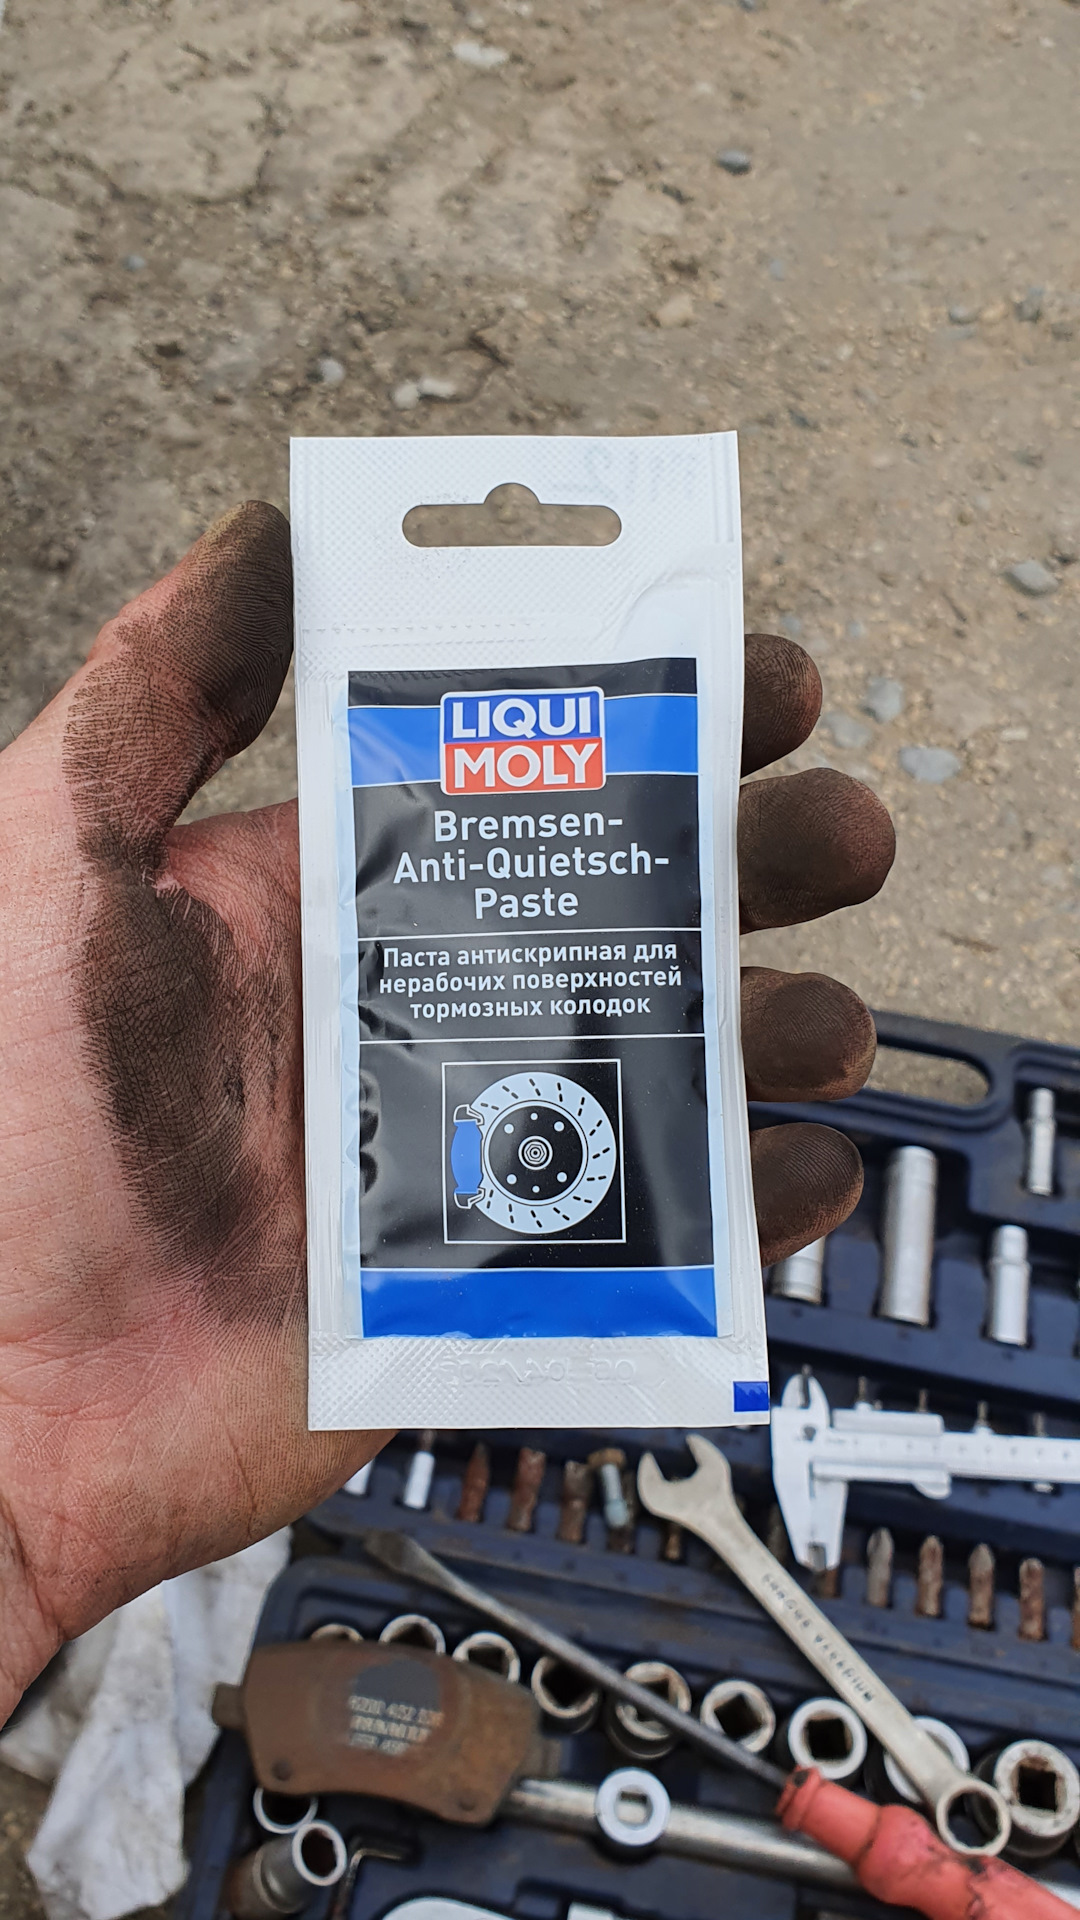 LIQUI
MOLY
Bremsen-
Anti-Quietsch-
Paste
Паста антискрипная для
нерабочих поверхностей
тормозных колодок